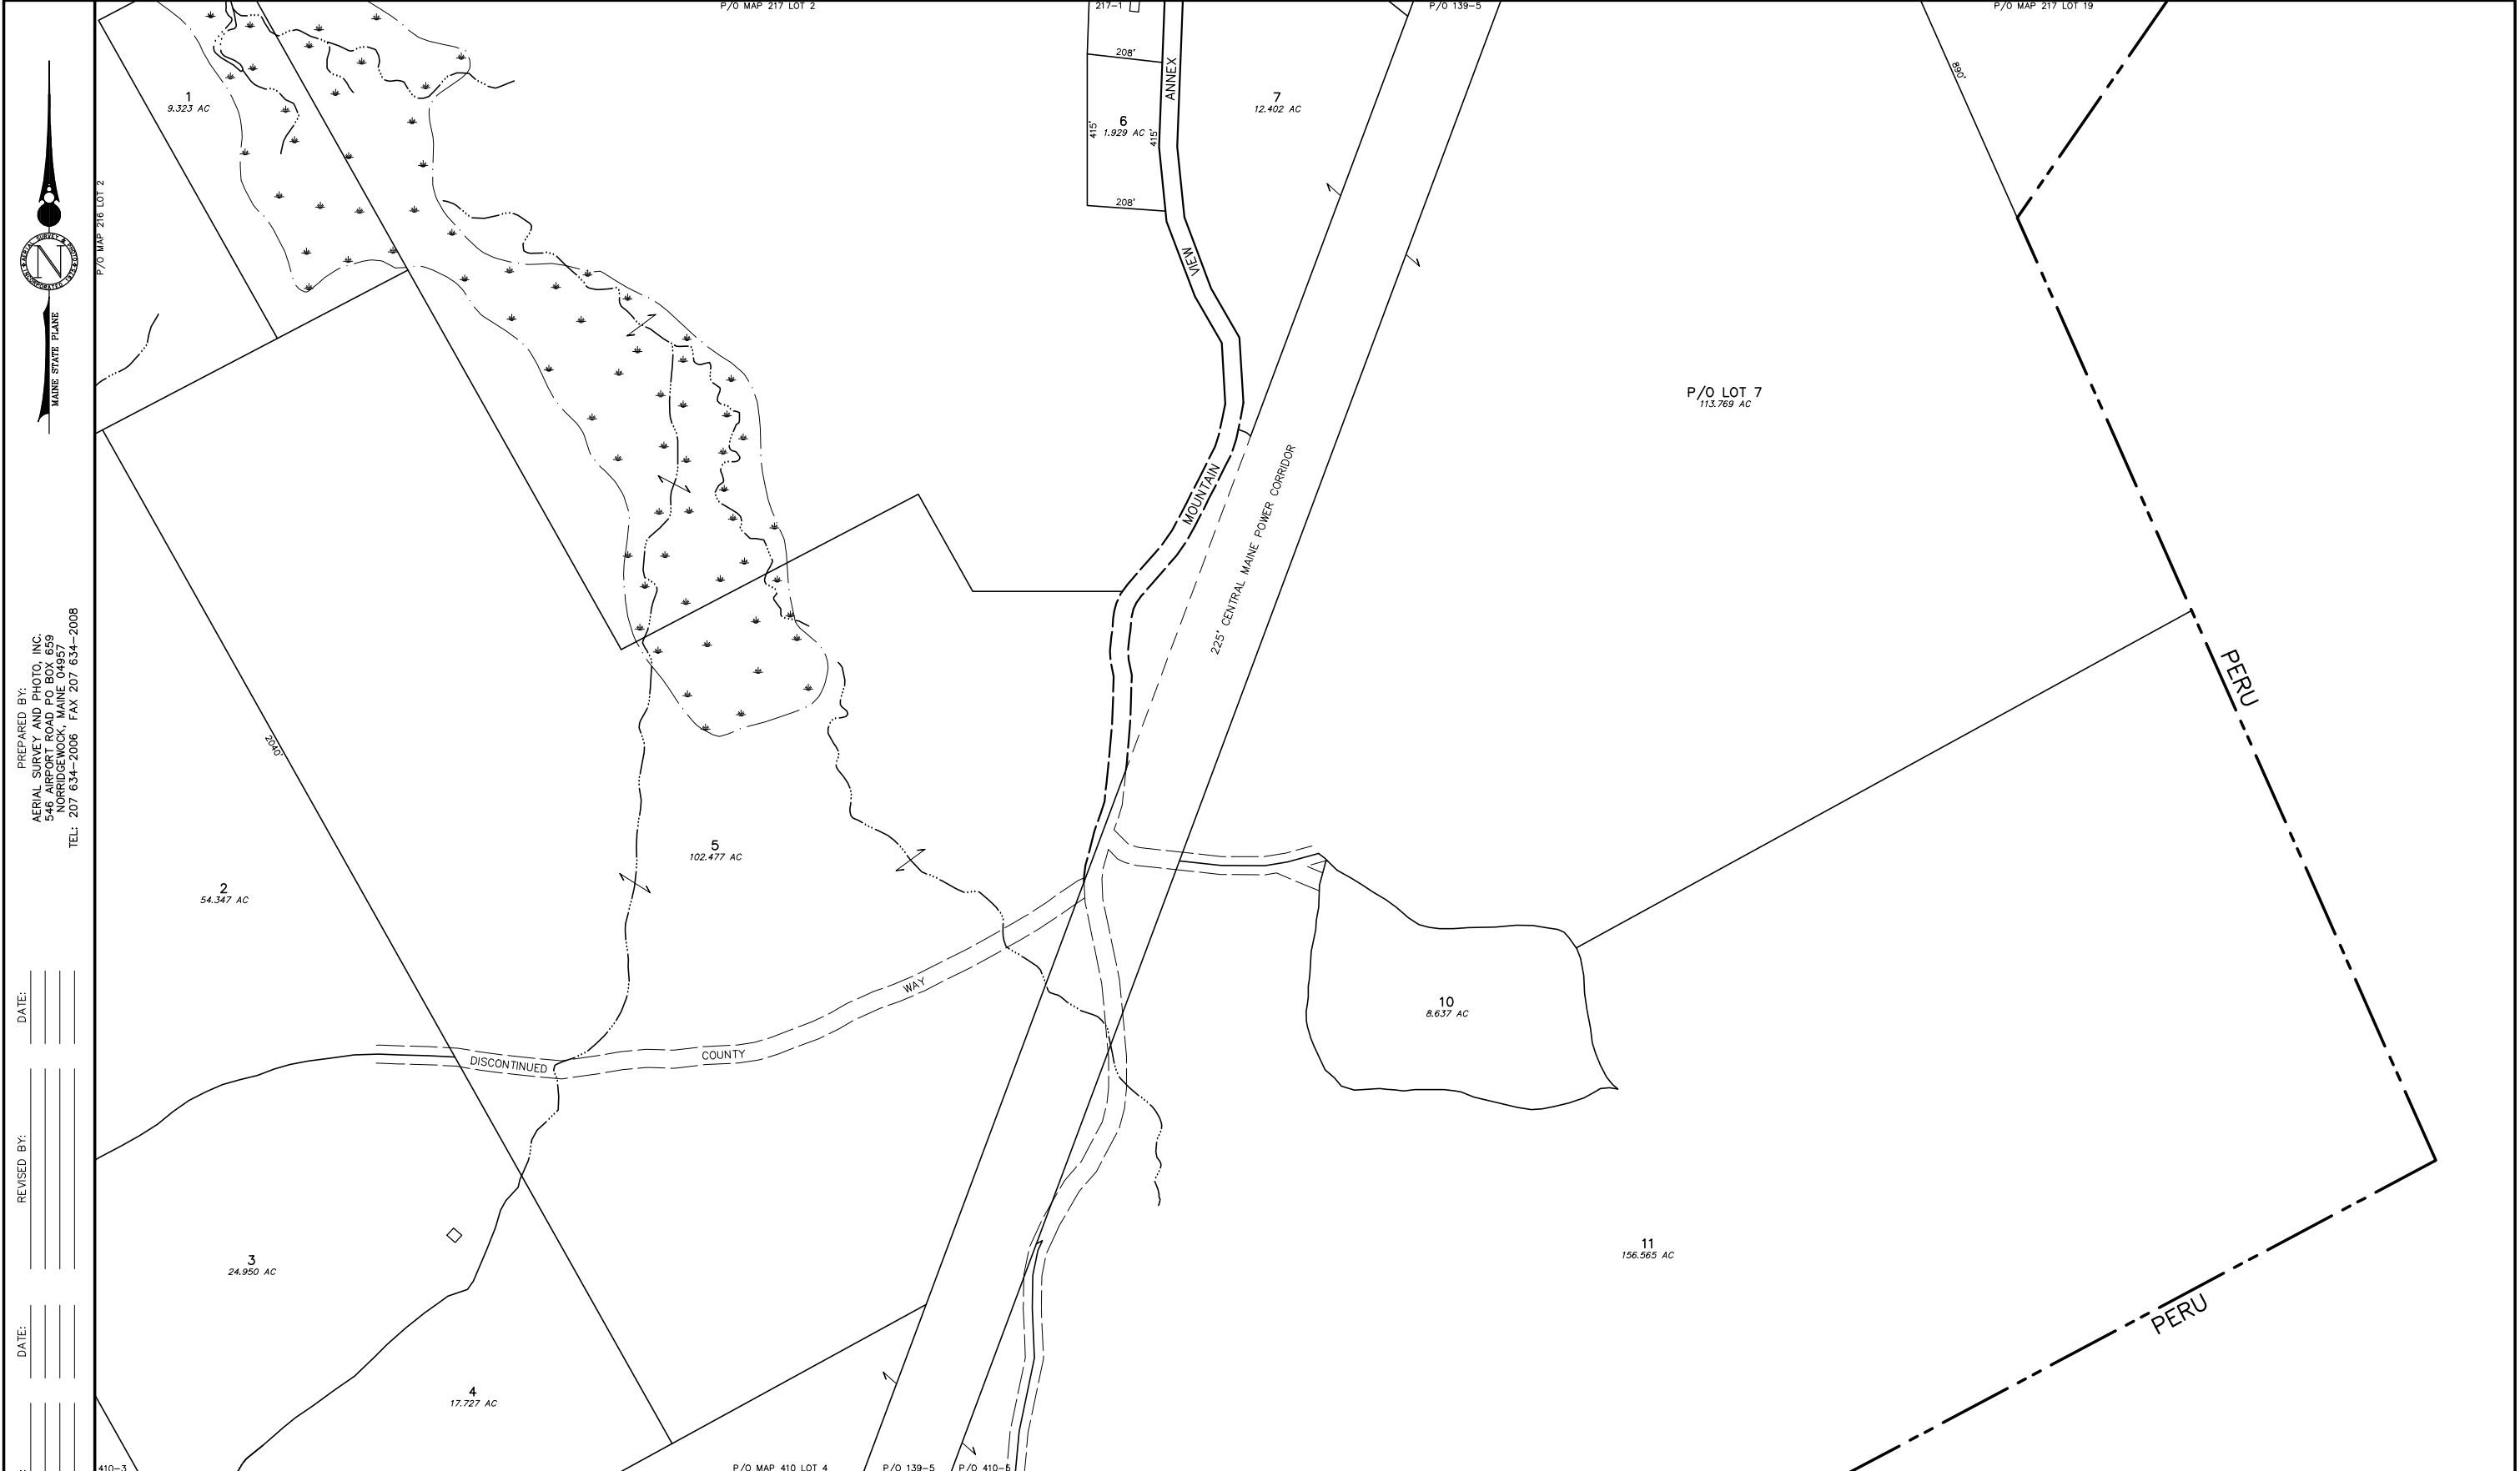 P/O MAP 217 LOT 2
217-1
P/O 139-5
P/O MAP 217 LOT 19
208'
ANNEX
890'
1
9.323 AC
7
12.402 AC
6
1.929 AC
415'
415'
208'
P/O MAP 216 LOT 2
VIEW
AERIAL SURVEY & PHOTO
INCORPORATED
N
MAINE STATE PLANE
P/O LOT 7
113.769 AC
MOUNTAIN
225' CENTRAL MAINE POWER CORRIDOR
PERU
PREPARED BY:
AERIAL SURVEY AND PHOTO, INC.
546 AIRPORT ROAD PO BOX 659
NORRIDGEWOCK, MAINE 04957
TEL: 207 634-2006 FAX 207 634-2008
2040'
5
102.477 AC
2
54.347 AC
WAY
10
8.637 AC
DATE:
COUNTY
DISCONTINUED
REVISED BY:
11
156.565 AC
3
24.950 AC
PERU
DATE:
4
17.727 AC
410-3
P/O MAP 410 LOT 4
P/O 139-5
P/O 410-5